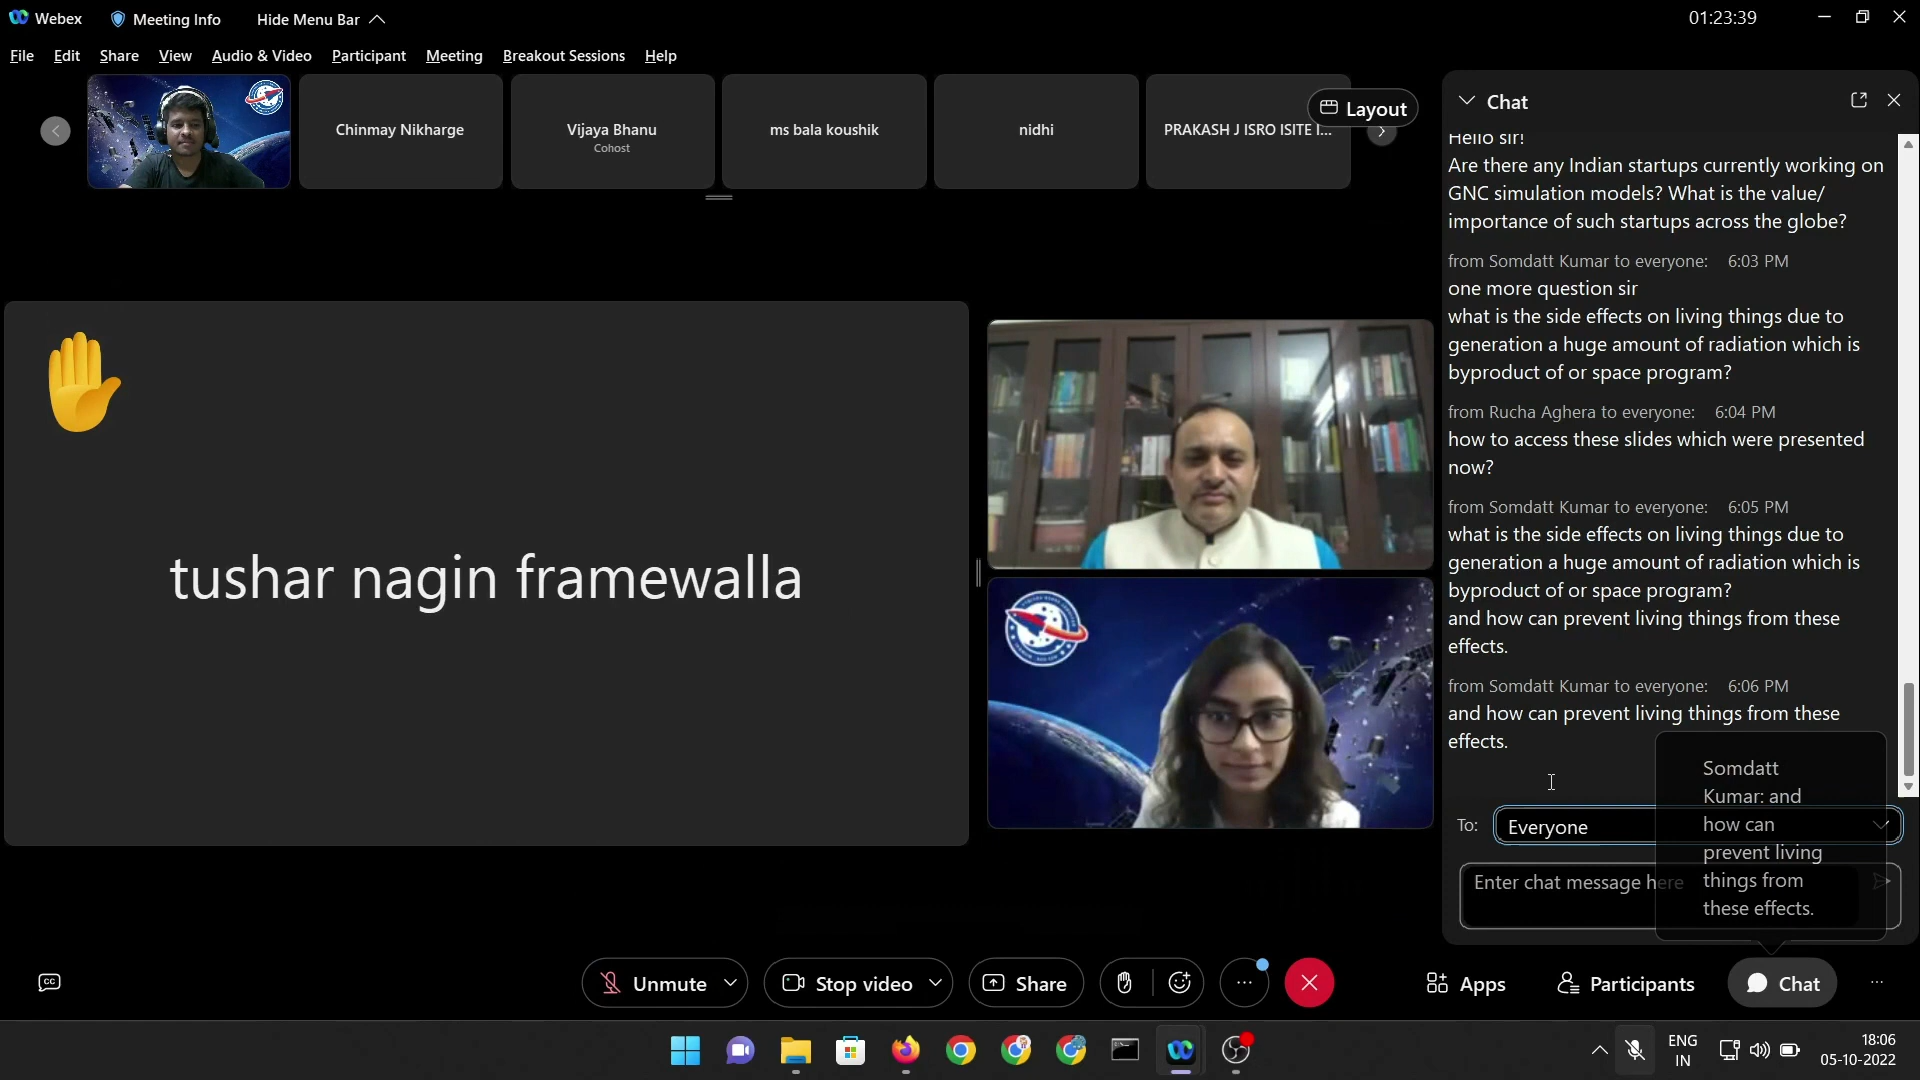 Webex
Meeting Info
Hide Menu Bar
01:23:39
File Edit Share View Audio & Video Participant Meeting Breakout Sessions Help
Chinmay Nikharge
Vijaya Bhanu
Cohost
ms bala koushik
nidhi
PRAKASH J ISRO ISITE I...
Layout
tushar nagin framewalla
Chat
Hello sir!
Are there any Indian startups currently working on
GNC simulation models? What is the value/
importance of such startups across the globe?
from Somdatt Kumar to everyone: 6:03 PM
one more question sir
what is the side effects on living things due to
generation a huge amount of radiation which is
byproduct of or space program?
from Rucha Aghera to everyone: 6:04 PM
how to access these slides which were presented
now?
from Somdatt Kumar to everyone: 6:05 PM
what is the side effects on living things due to
generation a huge amount of radiation which is
byproduct of or space program?
and how can prevent living things from these
effects.
from Somdatt Kumar to everyone: 6:06 PM
and how can prevent living things from these
effects.
Somdatt
Kumar: and
how can
prevent living
things from
these effects.
To: Everyone
Enter chat message here
CC
Unmute
Stop video
Share
Apps
Participants
Chat
ENG
IN
18:06
05-10-2022